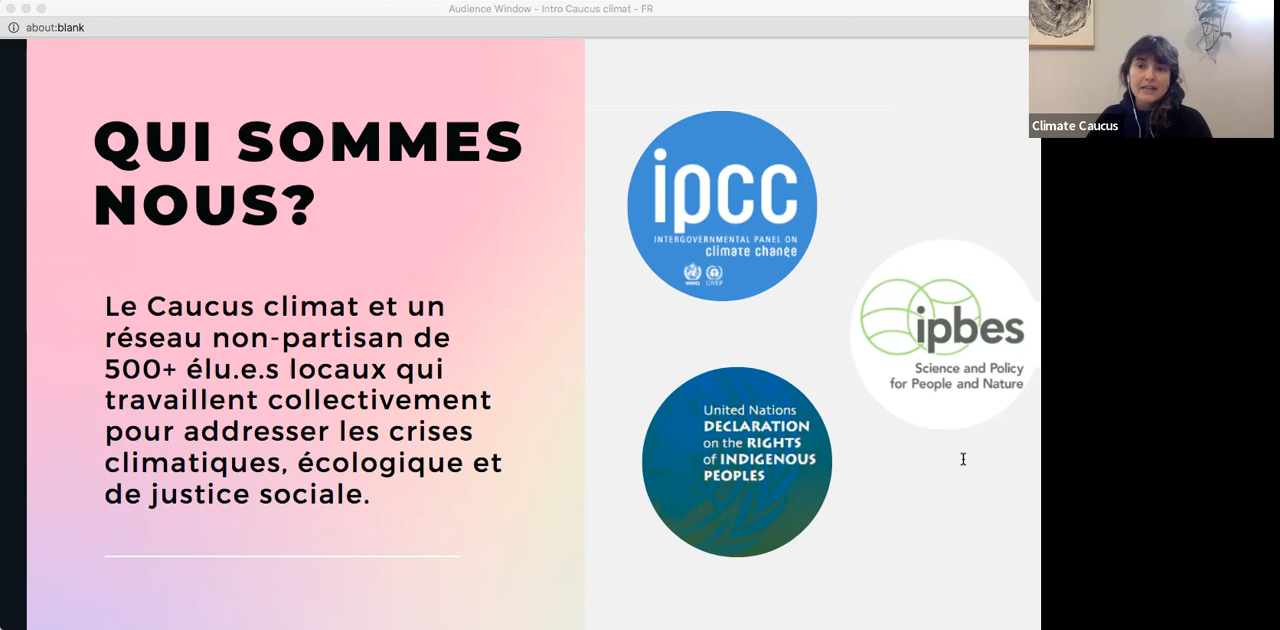 Audience Window - Intro Caucus climat - FR
about:blank
QUI SOMMES
NOUS?
Le Caucus climat et un
réseau non-partisan de
500+ élu.e.s locaux qui
travaillent collectivement
pour addresser les crises
climatiques, écologique et
de justice sociale.
ipcc
INTERGOVERNMENTAL PANEL ON
climate change
WMO UNEP
ipbes
Science and Policy
for People and Nature
United Nations
DECLARATION
on the RIGHTS
of INDIGENOUS
PEOPLES
Climate Caucus